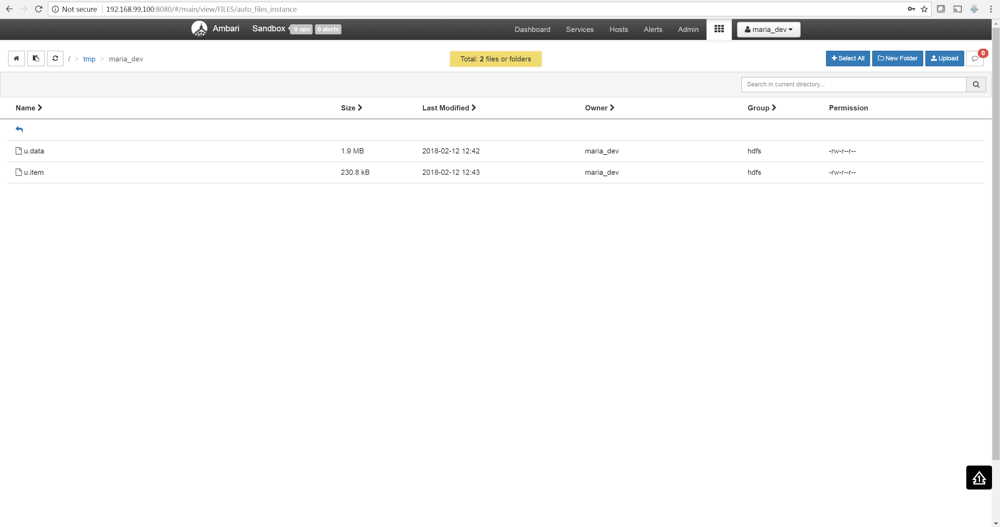 Not secure 192.168.99.100:8080/#/main/view/FILES/auto_files_instance
Ambari Sandbox 0 ops 0 alerts Dashboard Services Hosts Alerts Admin maria_dev
/ > tmp > maria_dev Total: 2 files or folders Select All New Folder Upload 0
Search in current directory...
Name Size Last Modified Owner Group Permission
u.data 1.9 MB 2018-02-12 12:42 maria_dev hdfs -rw-r--r--
u.item 230.8 kB 2018-02-12 12:43 maria_dev hdfs -rw-r--r--
1